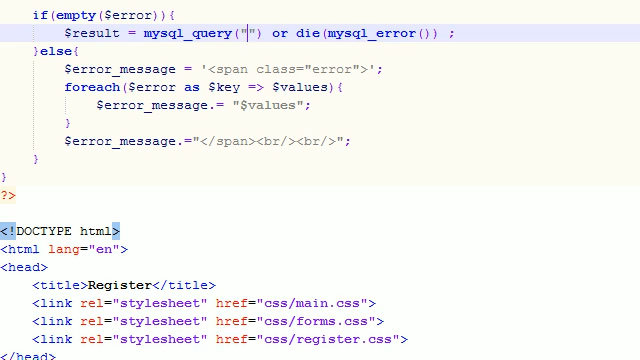 if(empty($error)){
$result = mysql_query("") or die(mysql_error()) ;
}else{
$error_message = '<span class="error">';
foreach($error as $key => $values){
$error_message.= "$values";
}
$error_message.="</span><br/><br/>";
}
}
?>
<!DOCTYPE html>
<html lang="en">
<head>
<title>Register</title>
<link rel="stylesheet" href="css/main.css">
<link rel="stylesheet" href="css/forms.css">
<link rel="stylesheet" href="css/register.css">
</head>